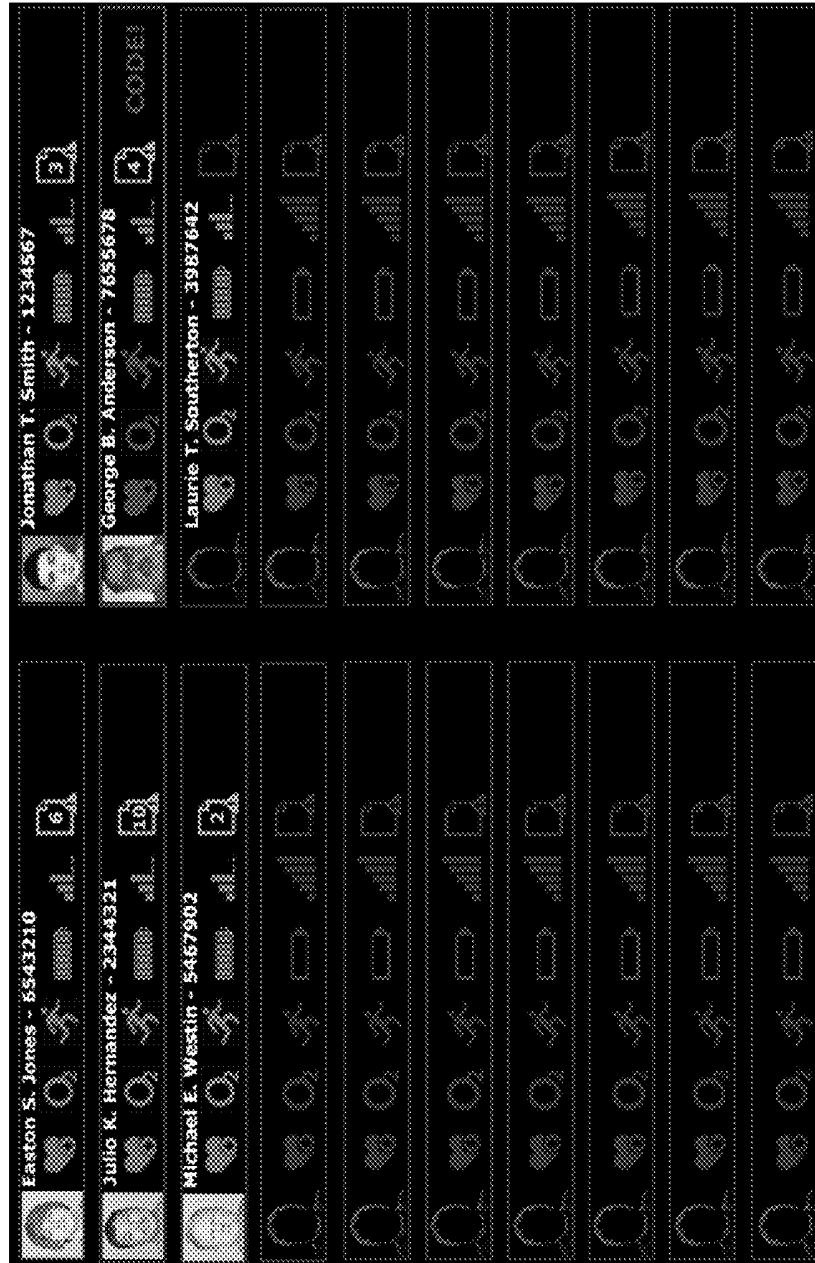 Easton S. Jones - 6543210
6
Julio K. Hernandez - 2344321
10
Michael E. Westin - 5467902
2
Jonathan T. Smith - 1234567
3
George B. Anderson - 7655678
4 CODE!
Laurie T. Southerton - 3987642